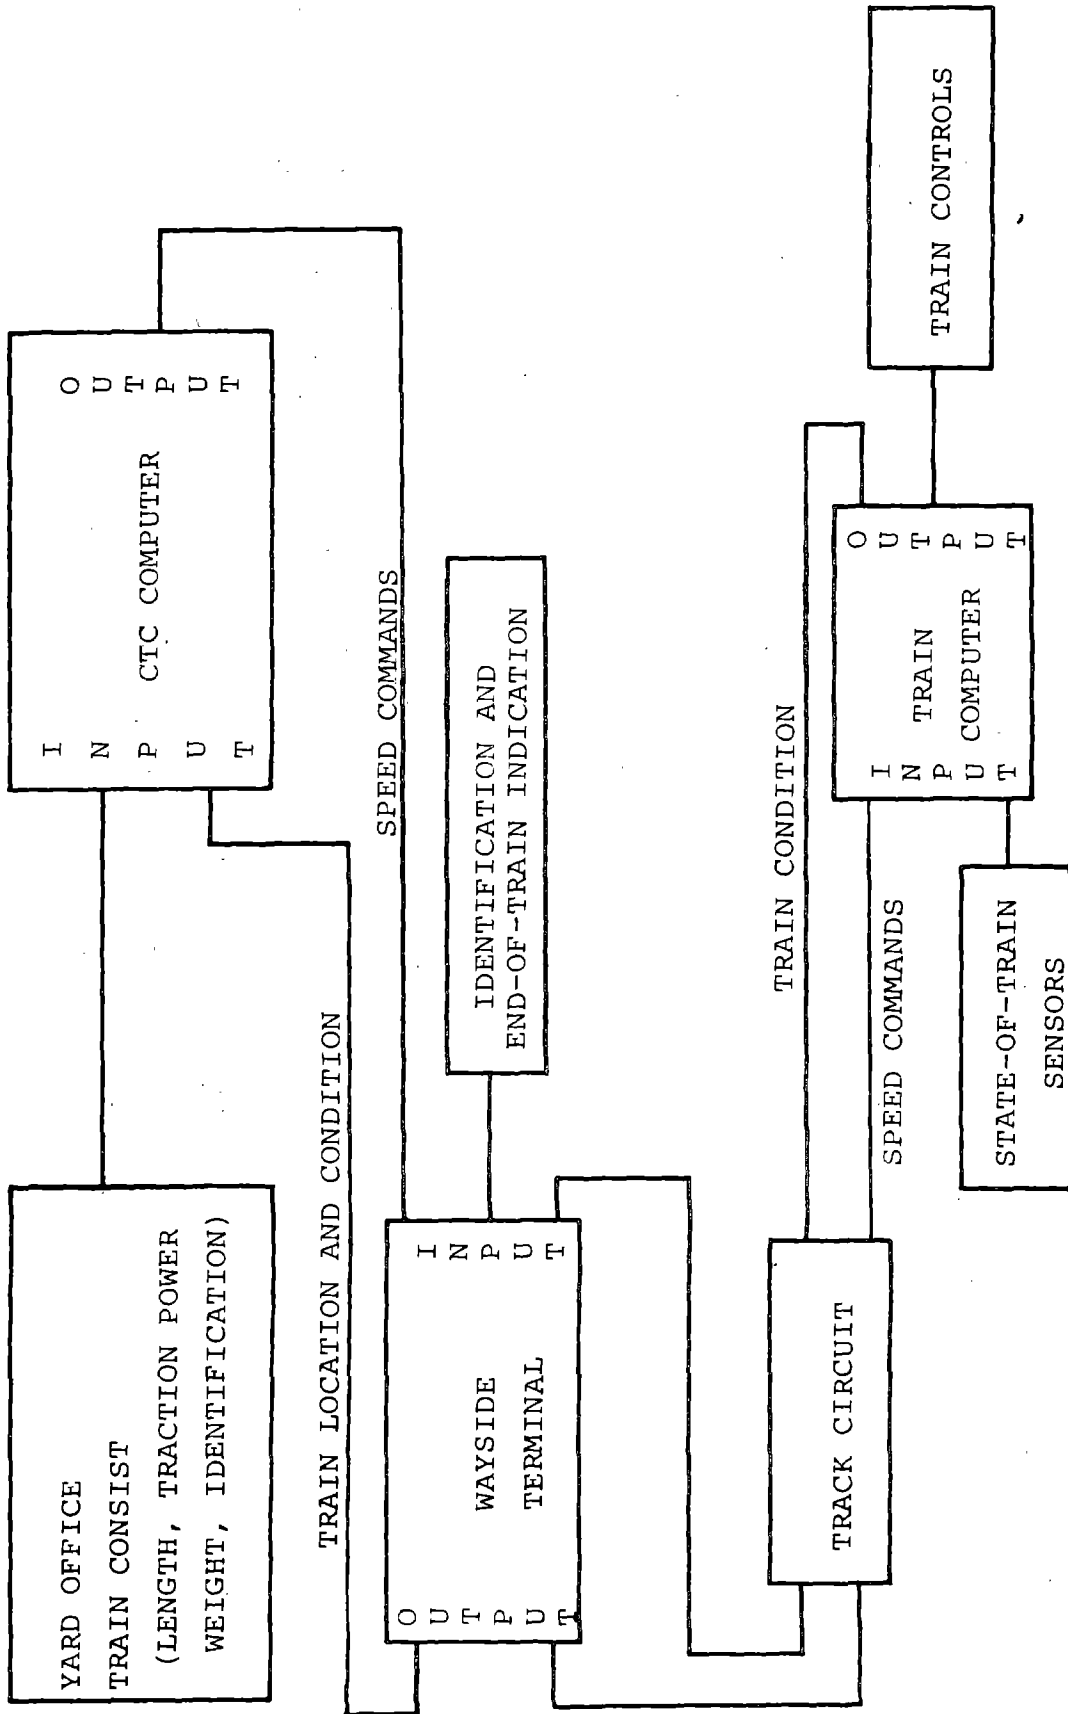 YARD OFFICE
TRAIN CONSIST
(LENGTH, TRACTION POWER
WEIGHT, IDENTIFICATION)
INPUT
CTC COMPUTER
OUTPUT
TRAIN LOCATION AND CONDITION
SPEED COMMANDS
OUTPUT
WAYSIDE
TERMINAL
INPUT
IDENTIFICATION AND
END-OF-TRAIN INDICATION
TRACK CIRCUIT
TRAIN CONDITION
SPEED COMMANDS
INPUT
TRAIN
COMPUTER
OUTPUT
TRAIN CONTROLS
STATE-OF-TRAIN
SENSORS